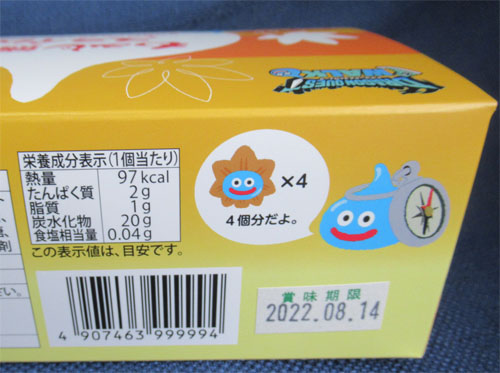 DRAGON QUEST
栄養成分表示(1個当たり)
熱量 97kcal
たんぱく質 2g
脂質 1g
炭水化物 20g
食塩相当量 0.04g
この表示値は、目安です。
×4
4個分だよ。
4 907463 999994
賞味期限
2022.08.14